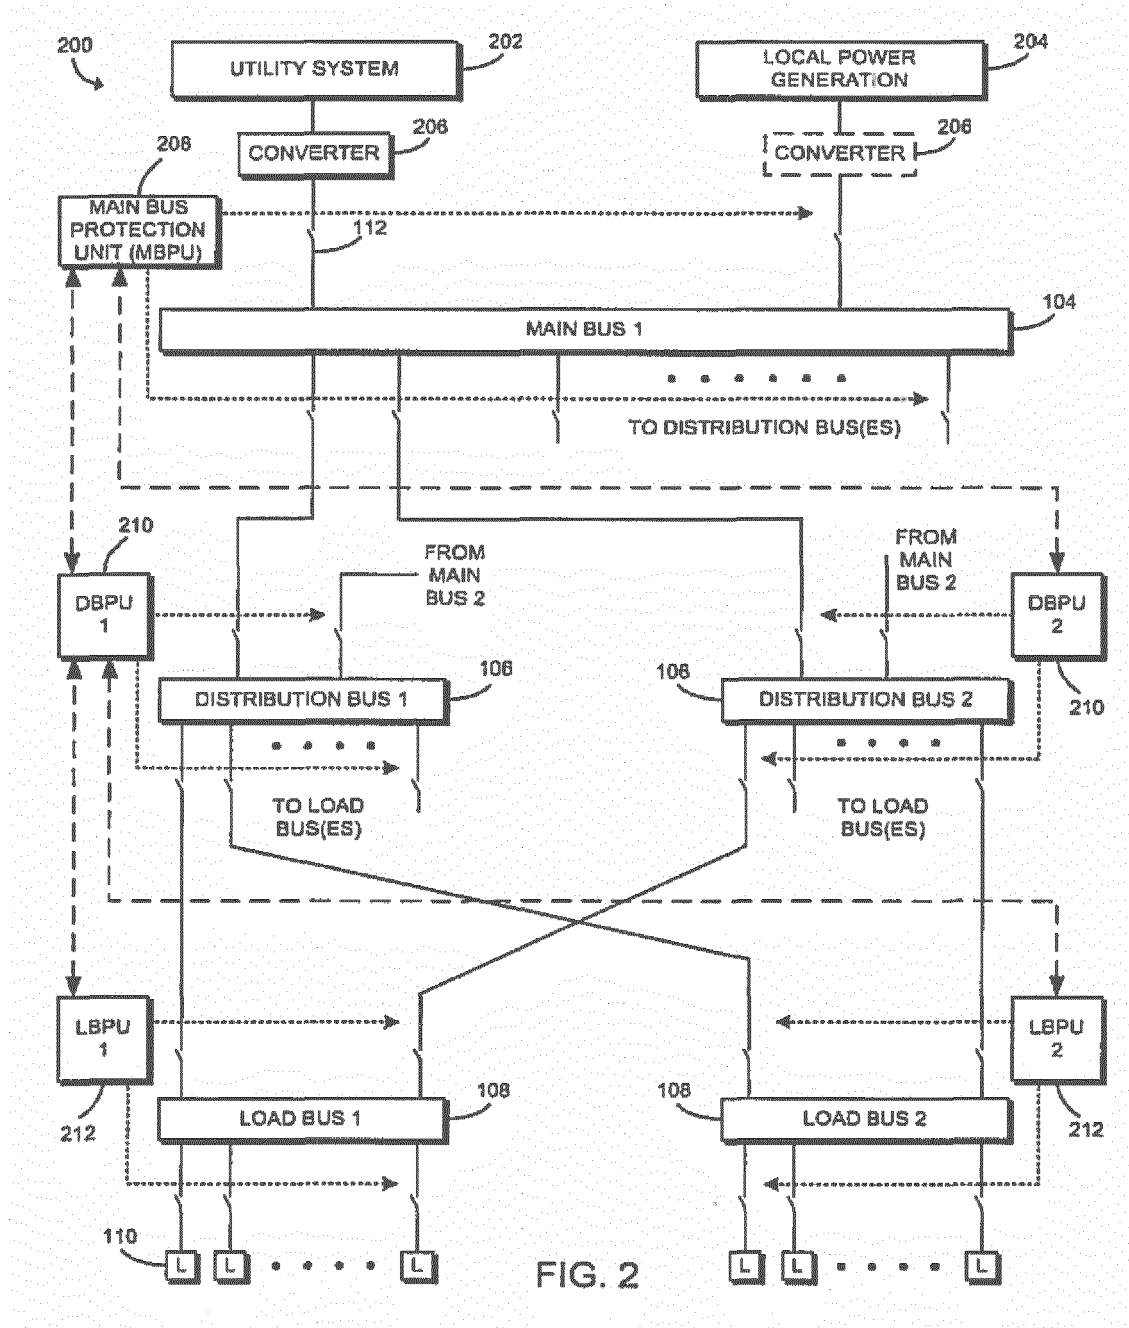 200
UTILITY SYSTEM
202
LOCAL POWER
GENERATION
204
CONVERTER
206
CONVERTER
206
208
MAIN BUS
PROTECTION
UNIT (MBPU)
112
MAIN BUS 1
104
TO DISTRIBUTION BUS(ES)
210
DBPU
1
FROM
MAIN
BUS 2
FROM
MAIN
BUS 2
DBPU
2
210
DISTRIBUTION BUS 1
106
106
DISTRIBUTION BUS 2
TO LOAD
BUS(ES)
TO LOAD
BUS(ES)
LBPU
1
212
LBPU
2
212
LOAD BUS 1
108
108
LOAD BUS 2
110
L
L
L
L
L
L
FIG. 2